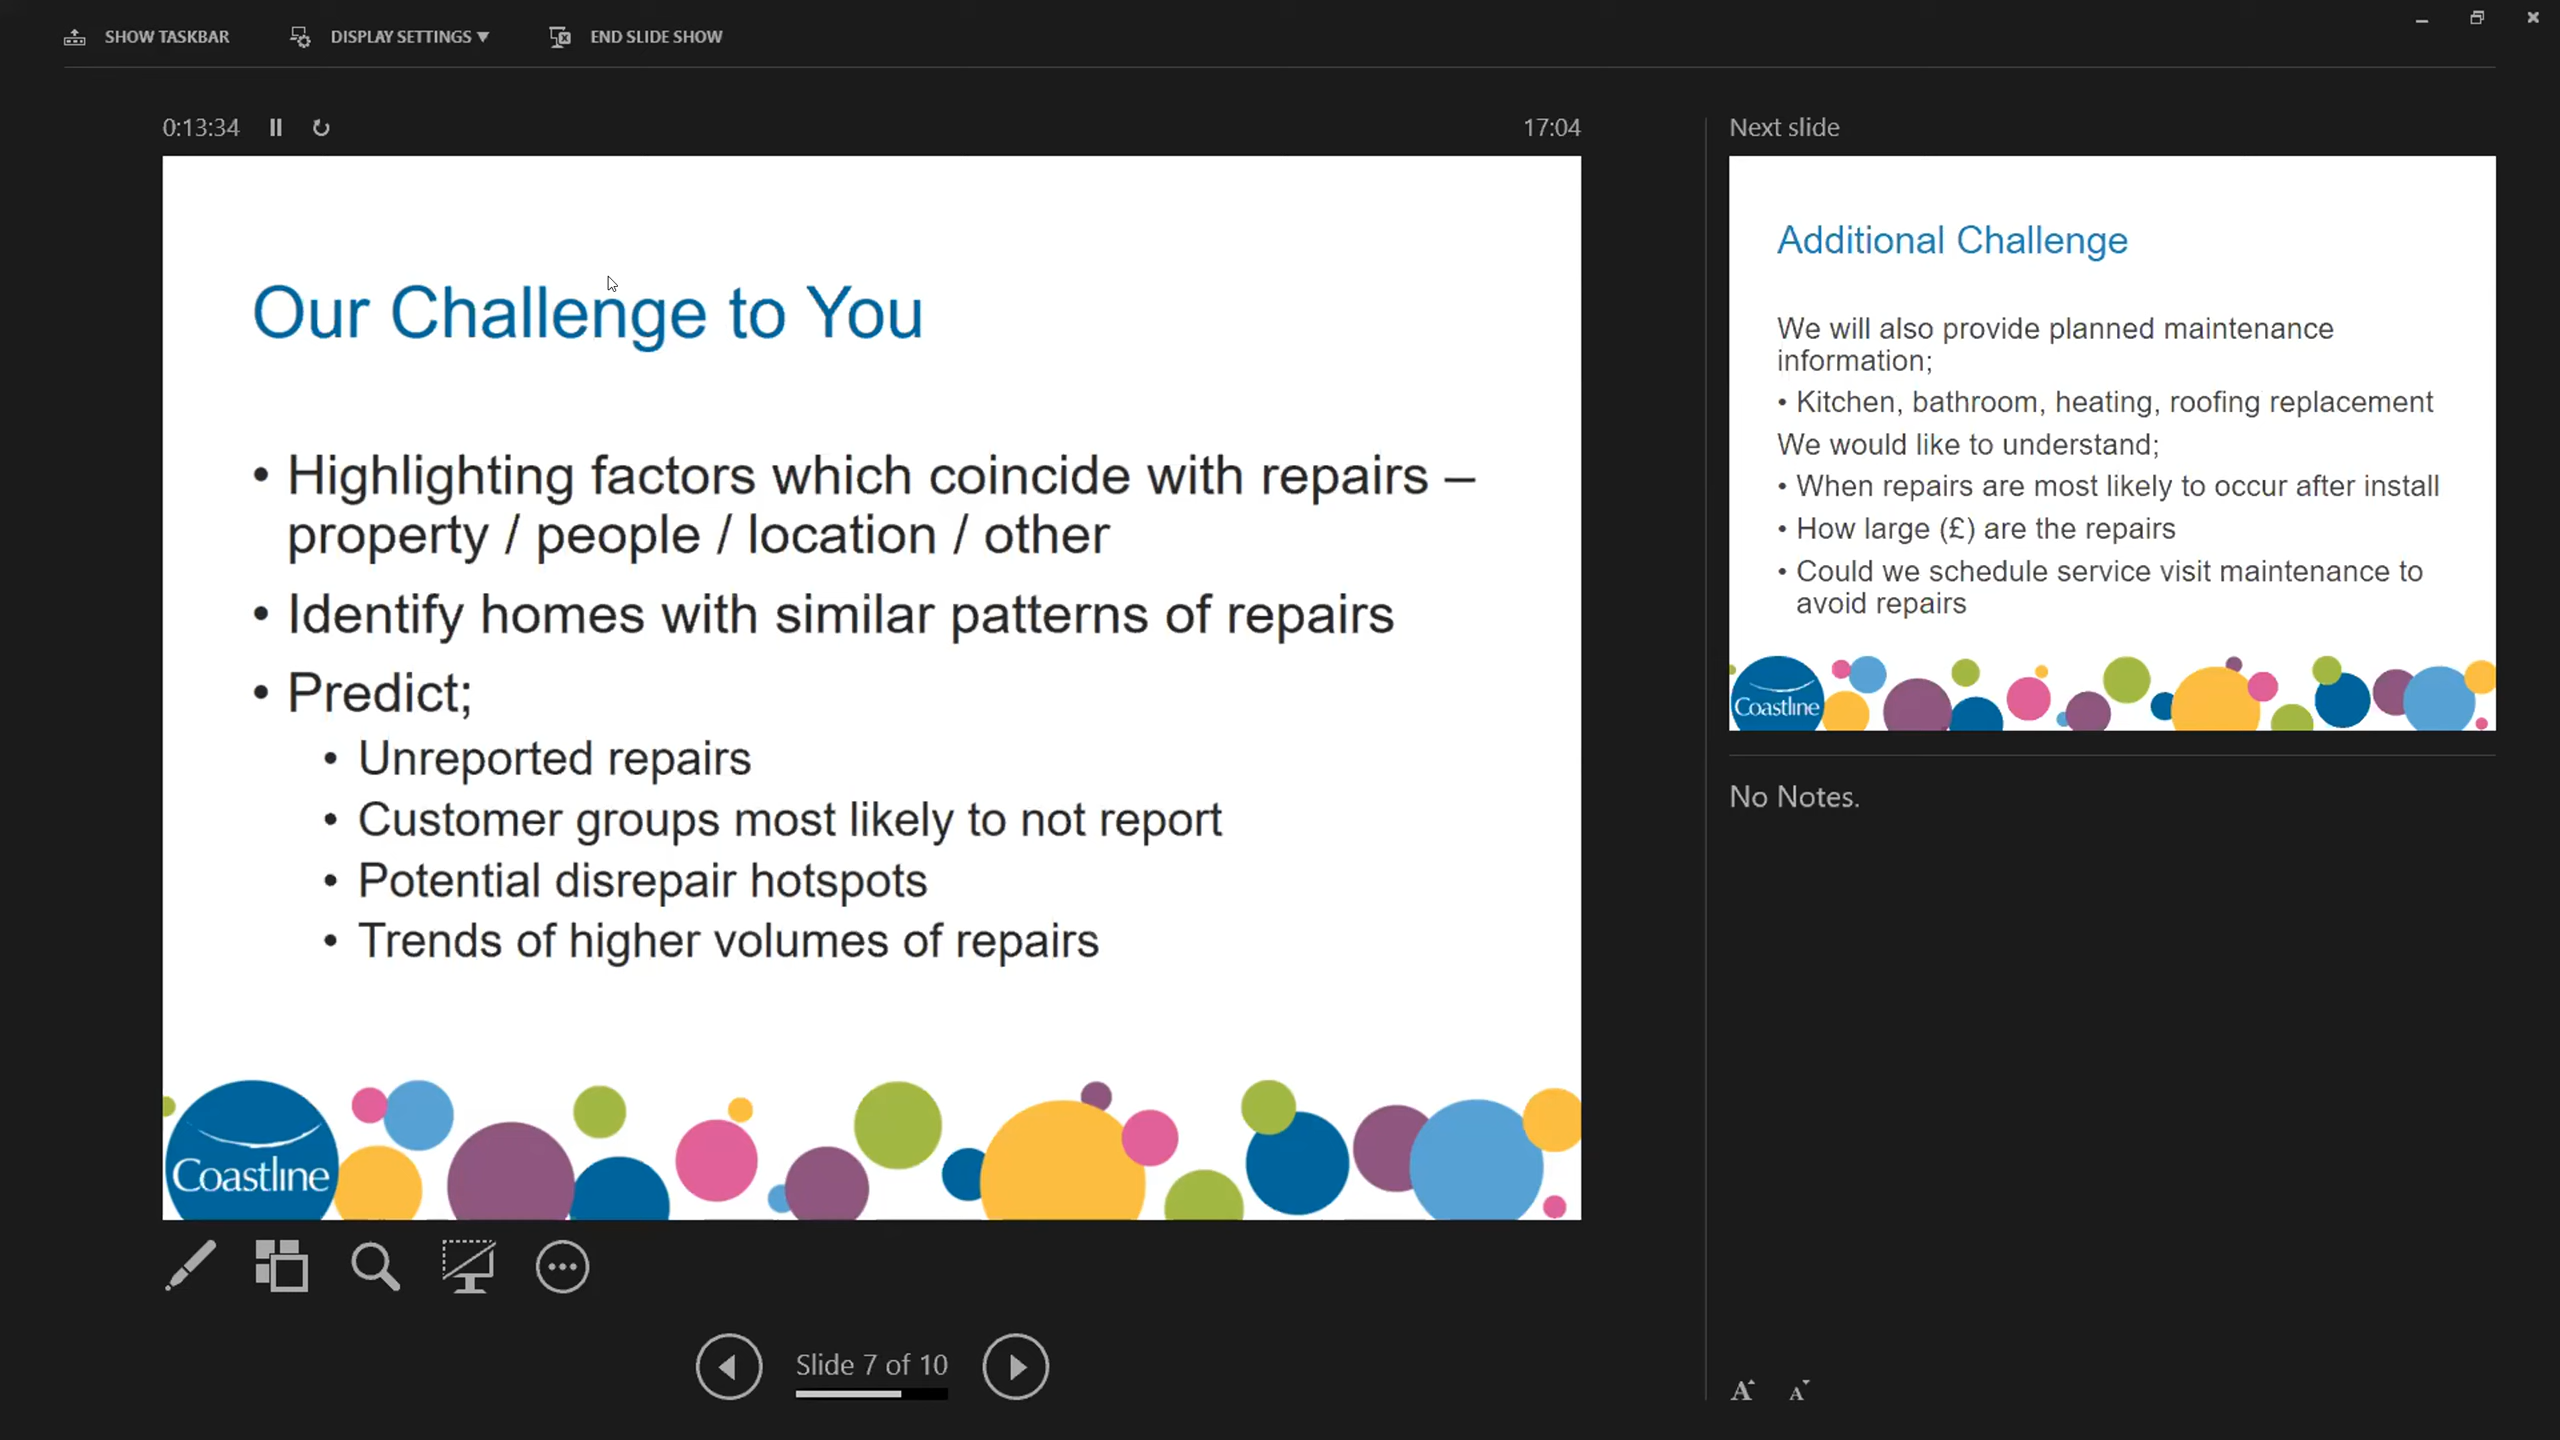 SHOW TASKBAR
DISPLAY SETTINGS ▼
END SLIDE SHOW
0:13:34
17:04
Our Challenge to You
• Highlighting factors which coincide with repairs –
property / people / location / other
• Identify homes with similar patterns of repairs
• Predict;
• Unreported repairs
• Customer groups most likely to not report
• Potential disrepair hotspots
• Trends of higher volumes of repairs
Coastline
Slide 7 of 10
Next slide
Additional Challenge
We will also provide planned maintenance
information;
• Kitchen, bathroom, heating, roofing replacement
We would like to understand;
• When repairs are most likely to occur after install
• How large (£) are the repairs
• Could we schedule service visit maintenance to
avoid repairs
Coastline
No Notes.
A A